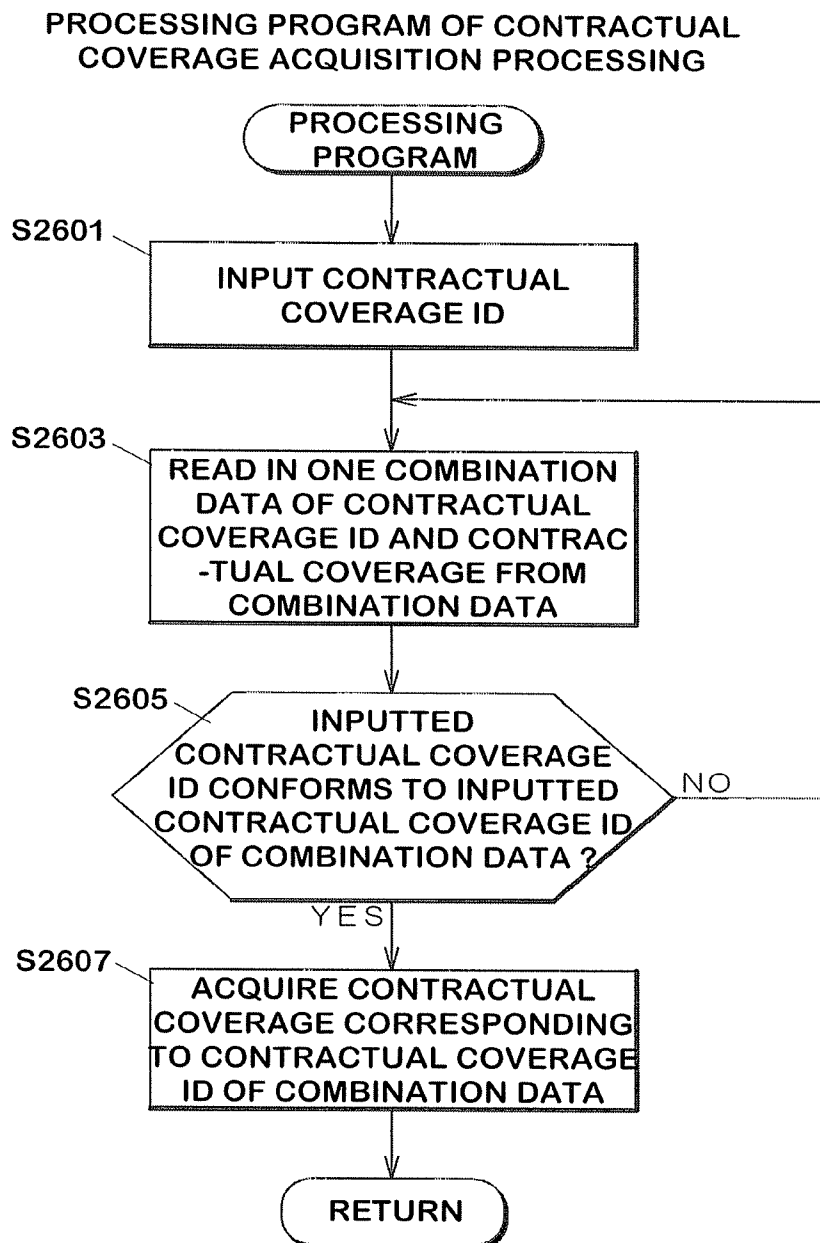 PROCESSING PROGRAM OF CONTRACTUAL
COVERAGE ACQUISITION PROCESSING
PROCESSING
PROGRAM
S2601
INPUT CONTRACTUAL
COVERAGE ID
S2603
READ IN ONE COMBINATION
DATA OF CONTRACTUAL
COVERAGE ID AND CONTRAC
-TUAL COVERAGE FROM
COMBINATION DATA
S2605
INPUTTED
CONTRACTUAL COVERAGE
ID CONFORMS TO INPUTTED
CONTRACTUAL COVERAGE ID
OF COMBINATION DATA ?
NO
YES
S2607
ACQUIRE CONTRACTUAL
COVERAGE CORRESPONDING
TO CONTRACTUAL COVERAGE
ID OF COMBINATION DATA
RETURN